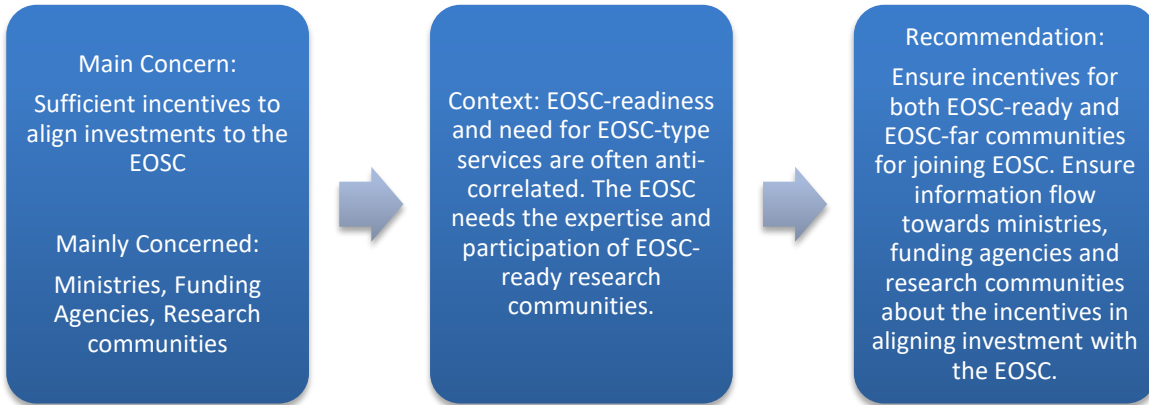 Main Concern:
Sufficient incentives to
align investments to the
EOSC
Mainly Concerned:
Ministries, Funding
Agencies, Research
communities
Context: EOSC-readiness
and need for EOSC-type
services are often anti-
correlated. The EOSC
needs the expertise and
participation of EOSC-
ready research
communities.
Recommendation:
Ensure incentives for
both EOSC-ready and
EOSC-far communities
for joining EOSC. Ensure
information flow
towards ministries,
funding agencies and
research communities
about the incentives in
aligning investment with
the EOSC.